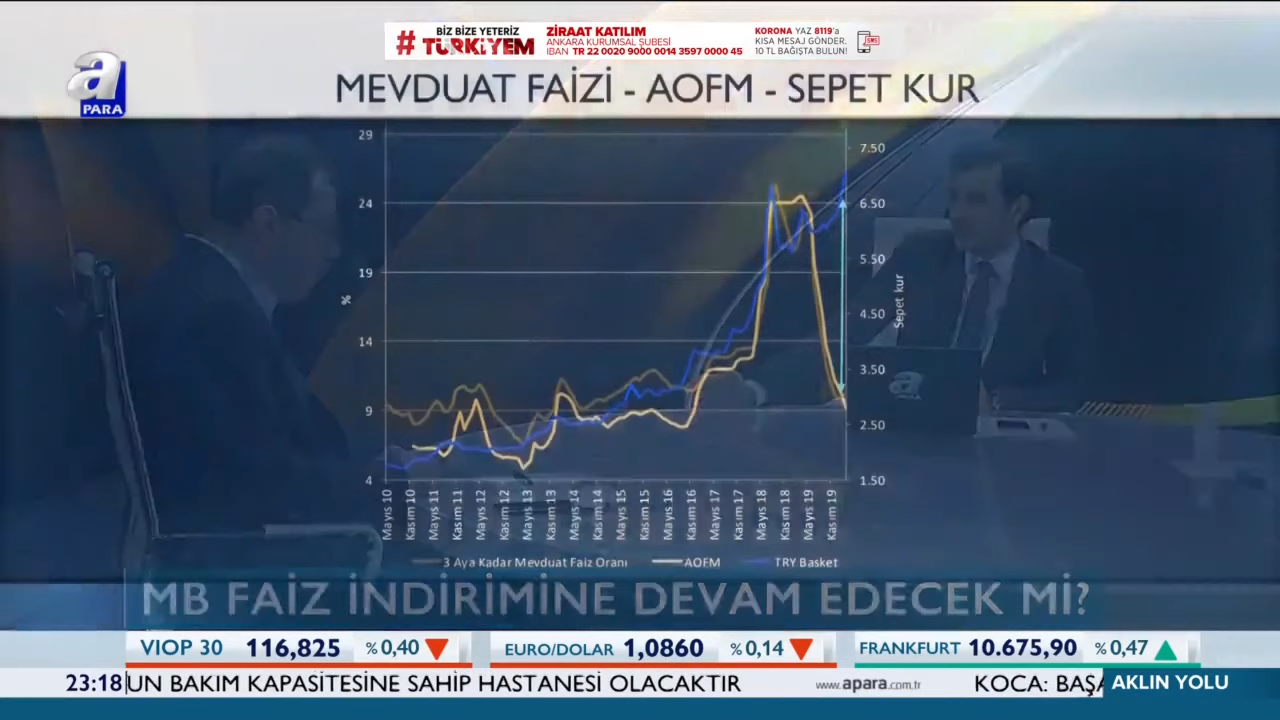 BİZ BİZE YETERİZ
# TÜRKİYEM
ZİRAAT KATILIM
ANKARA KURUMSAL ŞUBESİ
IBAN TR 22 0020 9000 0014 3597 0000 45
KORONA YAZ 8119'a
KISA MESAJ GÖNDER.
10 TL BAĞIŞTA BULUN!
SMS
a
PARA
MEVDUAT FAİZİ - AOFM - SEPET KUR
29
24
19
14
9
4
%
7.50
6.50
5.50
4.50
3.50
2.50
1.50
Sepet kur
Mayıs 10
Kasım 10
Mayıs 11
Kasım 11
Mayıs 12
Kasım 12
Mayıs 13
Kasım 13
Mayıs 14
Kasım 14
Mayıs 15
Kasım 15
Mayıs 16
Kasım 16
Mayıs 17
Kasım 17
Mayıs 18
Kasım 18
Mayıs 19
Kasım 19
3 Aya Kadar Mevduat Faiz Oranı AOFM TRY Basket
MB FAİZ İNDİRİMİNE DEVAM EDECEK Mİ?
VIOP 30 116,825 %0,40
EURO/DOLAR 1,0860 %0,14
FRANKFURT 10.675,90 %0,47
23:18 UN BAKIM KAPASİTESİNE SAHİP HASTANESİ OLACAKTIR www.apara.com.tr KOCA: BAŞA
AKLIN YOLU